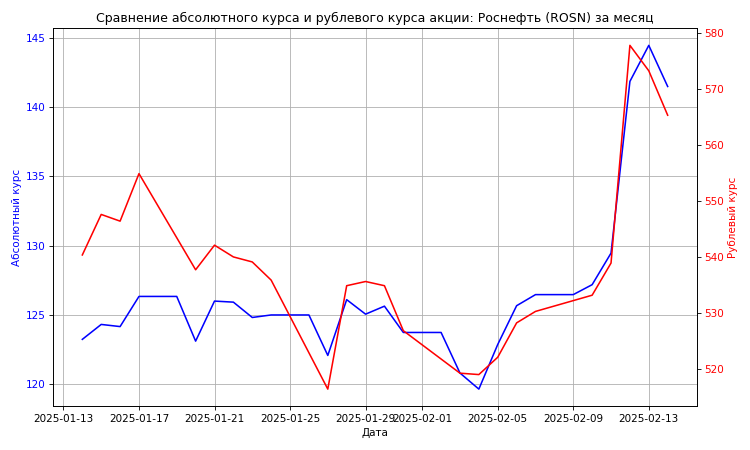 Сравнение абсолютного курса и рублевого курса акции: Роснефть (ROSN) за месяц
145
140
135
130
125
120
Абсолютный курс
580
570
560
550
540
530
520
Рублевый курс
2025-01-13 2025-01-17 2025-01-21 2025-01-25 2025-01-29 2025-02-01 2025-02-05 2025-02-09 2025-02-13
Дата